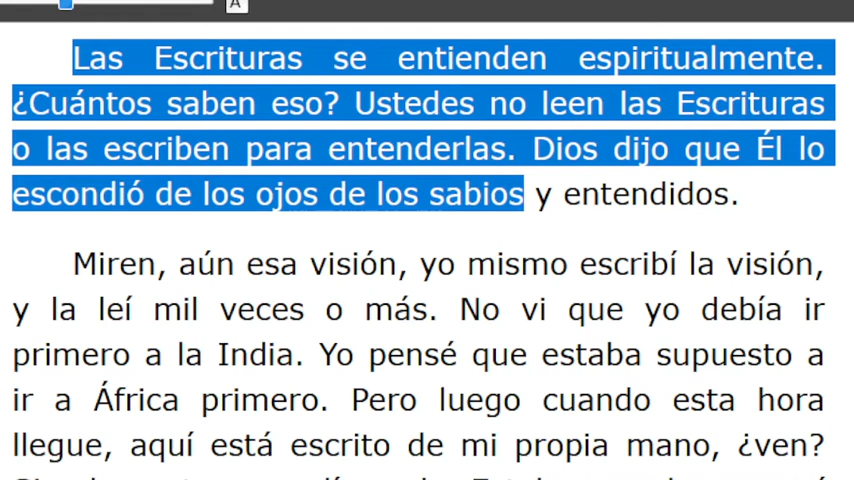 A
Las Escrituras se entienden espiritualmente.
¿Cuántos saben eso? Ustedes no leen las Escrituras
o las escriben para entenderlas. Dios dijo que Él lo
escondió de los ojos de los sabios y entendidos.
Miren, aún esa visión, yo mismo escribí la visión,
y la leí mil veces o más. No vi que yo debía ir
primero a la India. Yo pensé que estaba supuesto a
ir a África primero. Pero luego cuando esta hora
llegue, aquí está escrito de mi propia mano, ¿ven?